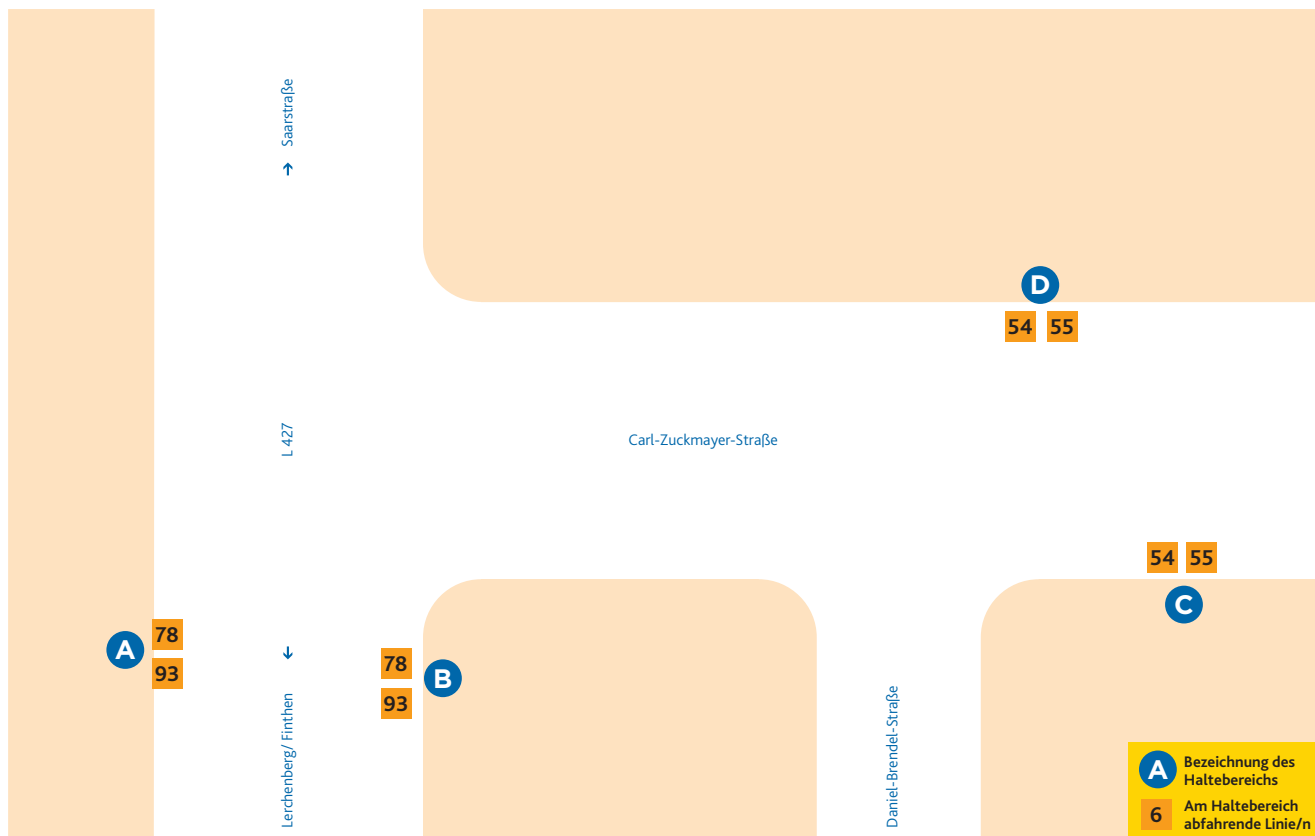 → Saarstraße
D
54 55
L 427
Carl-Zuckmayer-Straße
54 55
C
A
78
93
78
93
B
Lerchenberg/ Finthen →
Daniel-Brendel-Straße
A Bezeichnung des
Haltebereichs
6 Am Haltebereich
abfahrende Linie/n